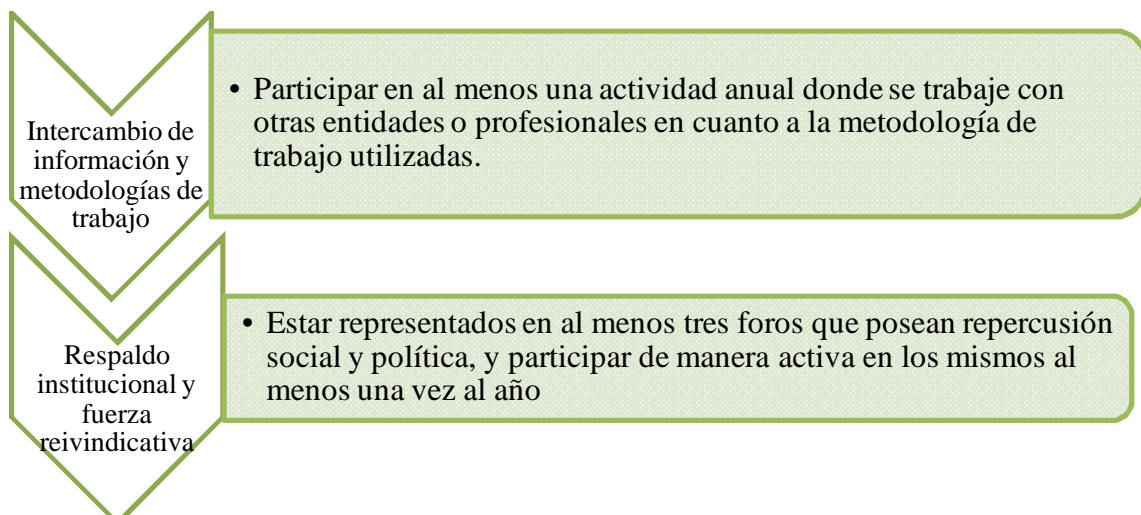 Intercambio de
información y
metodologías de
trabajo
• Participar en al menos una actividad anual donde se trabaje con
otras entidades o profesionales en cuanto a la metodología de
trabajo utilizadas.
Respaldo
institucional y
fuerza
reivindicativa
• Estar representados en al menos tres foros que posean repercusión
social y política, y participar de manera activa en los mismos al
menos una vez al año